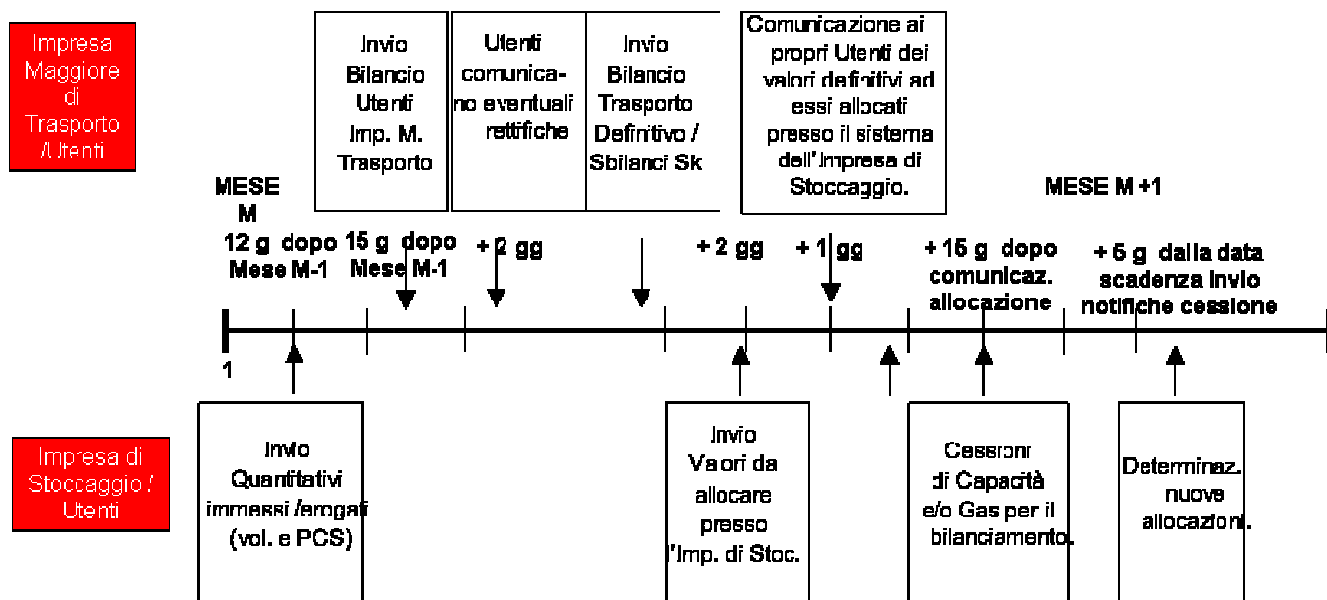 Impresa
Maggiore
di
Trasporto
/Utenti
Invio
Bilancio
Utenti
Imp. M.
Trasporto
Utenti
comunica-
no eventuali
rettifiche
Invio
Bilancio
Trasporto
Definitivo /
Sbilanci Sk
Comunicazione ai
propri Utenti dei
valori definitivi ad
essi allocati
presso il sistema
dell'Impresa di
Stoccaggio.
MESE
M
MESE M +1
12 g dopo
Mese M-1
15 g dopo
Mese M-1
+ 2 gg
+ 2 gg
+ 1 gg
+ 15 g dopo
comunicaz.
allocazione
+ 5 g dalla data
scadenza invio
notifiche cessione
1
Impresa di
Stoccaggio /
Utenti
Invio
Quantitativi
immessi /erogati
(vol. e PCS)
Invio
Vaori da
allocare
presso
l'Imp. di Stoc.
Cessioni
di Capacità
e/o Gas per il
bilanciamento.
Determinaz.
nuove
allocazioni.